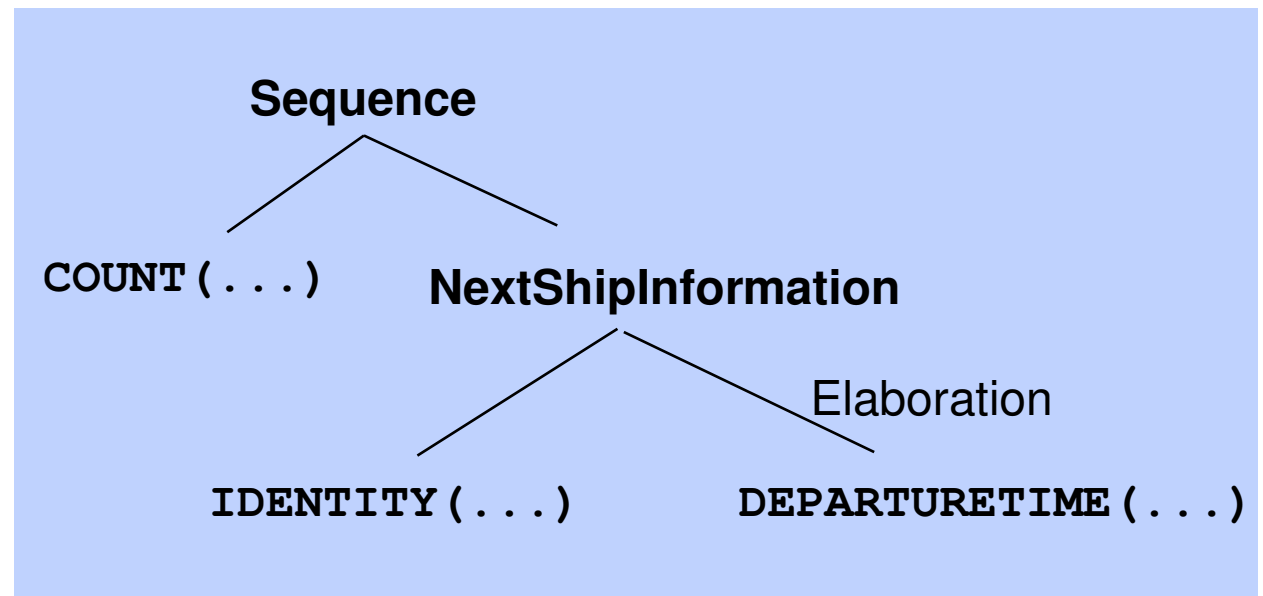 Sequence
COUNT(...)
NextShipInformation
Elaboration
IDENTITY(...)
DEPARTURETIME(...)